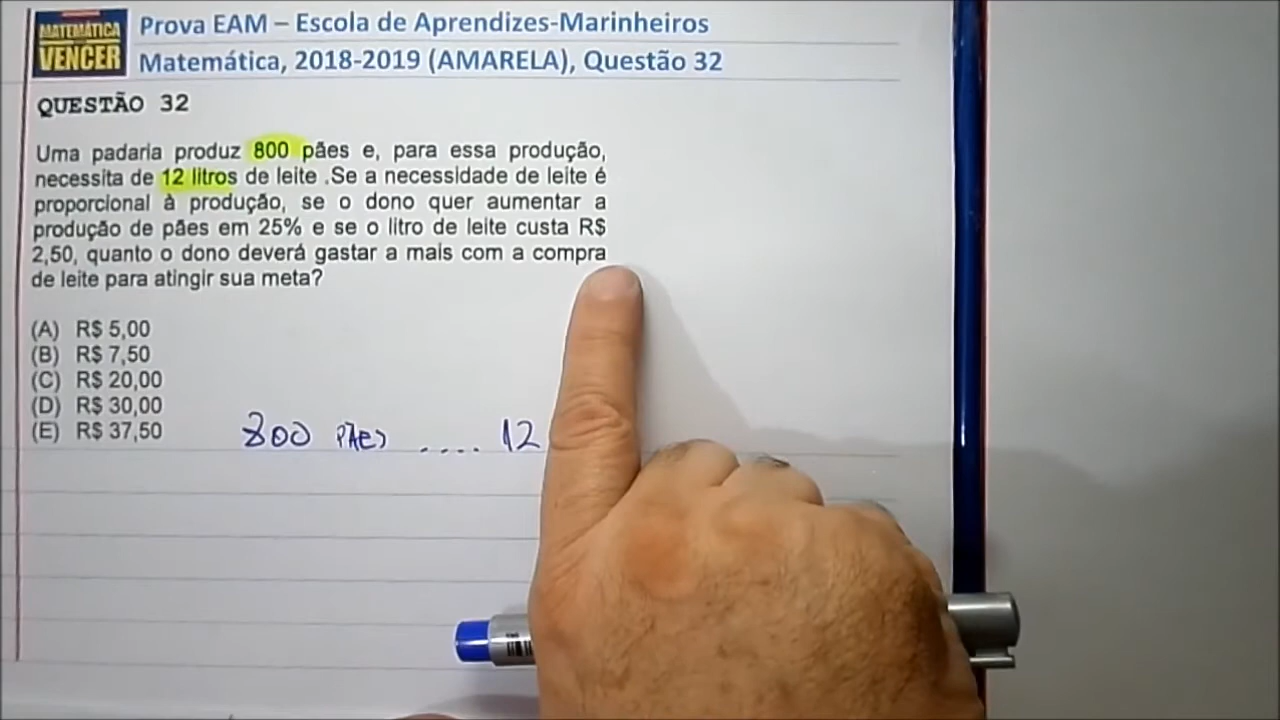 MATEMÁTICA
VENCER
Prova EAM – Escola de Aprendizes-Marinheiros
Matemática, 2018-2019 (AMARELA), Questão 32
QUESTÃO 32
Uma padaria produz 800 pães e, para essa produção,
necessita de 12 litros de leite .Se a necessidade de leite é
proporcional à produção, se o dono quer aumentar a
produção de pães em 25% e se o litro de leite custa R$
2,50, quanto o dono deverá gastar a mais com a compra
de leite para atingir sua meta?
(A) R$ 5,00
(B) R$ 7,50
(C) R$ 20,00
(D) R$ 30,00
(E) R$ 37,50
800 PÃES .... 12